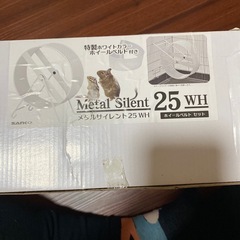 特製ホワイトカラー
ホイールベルト付き
Metal Silent 25 WH
メタルサイレント25 WH
ホイールベルト セット
SANKO